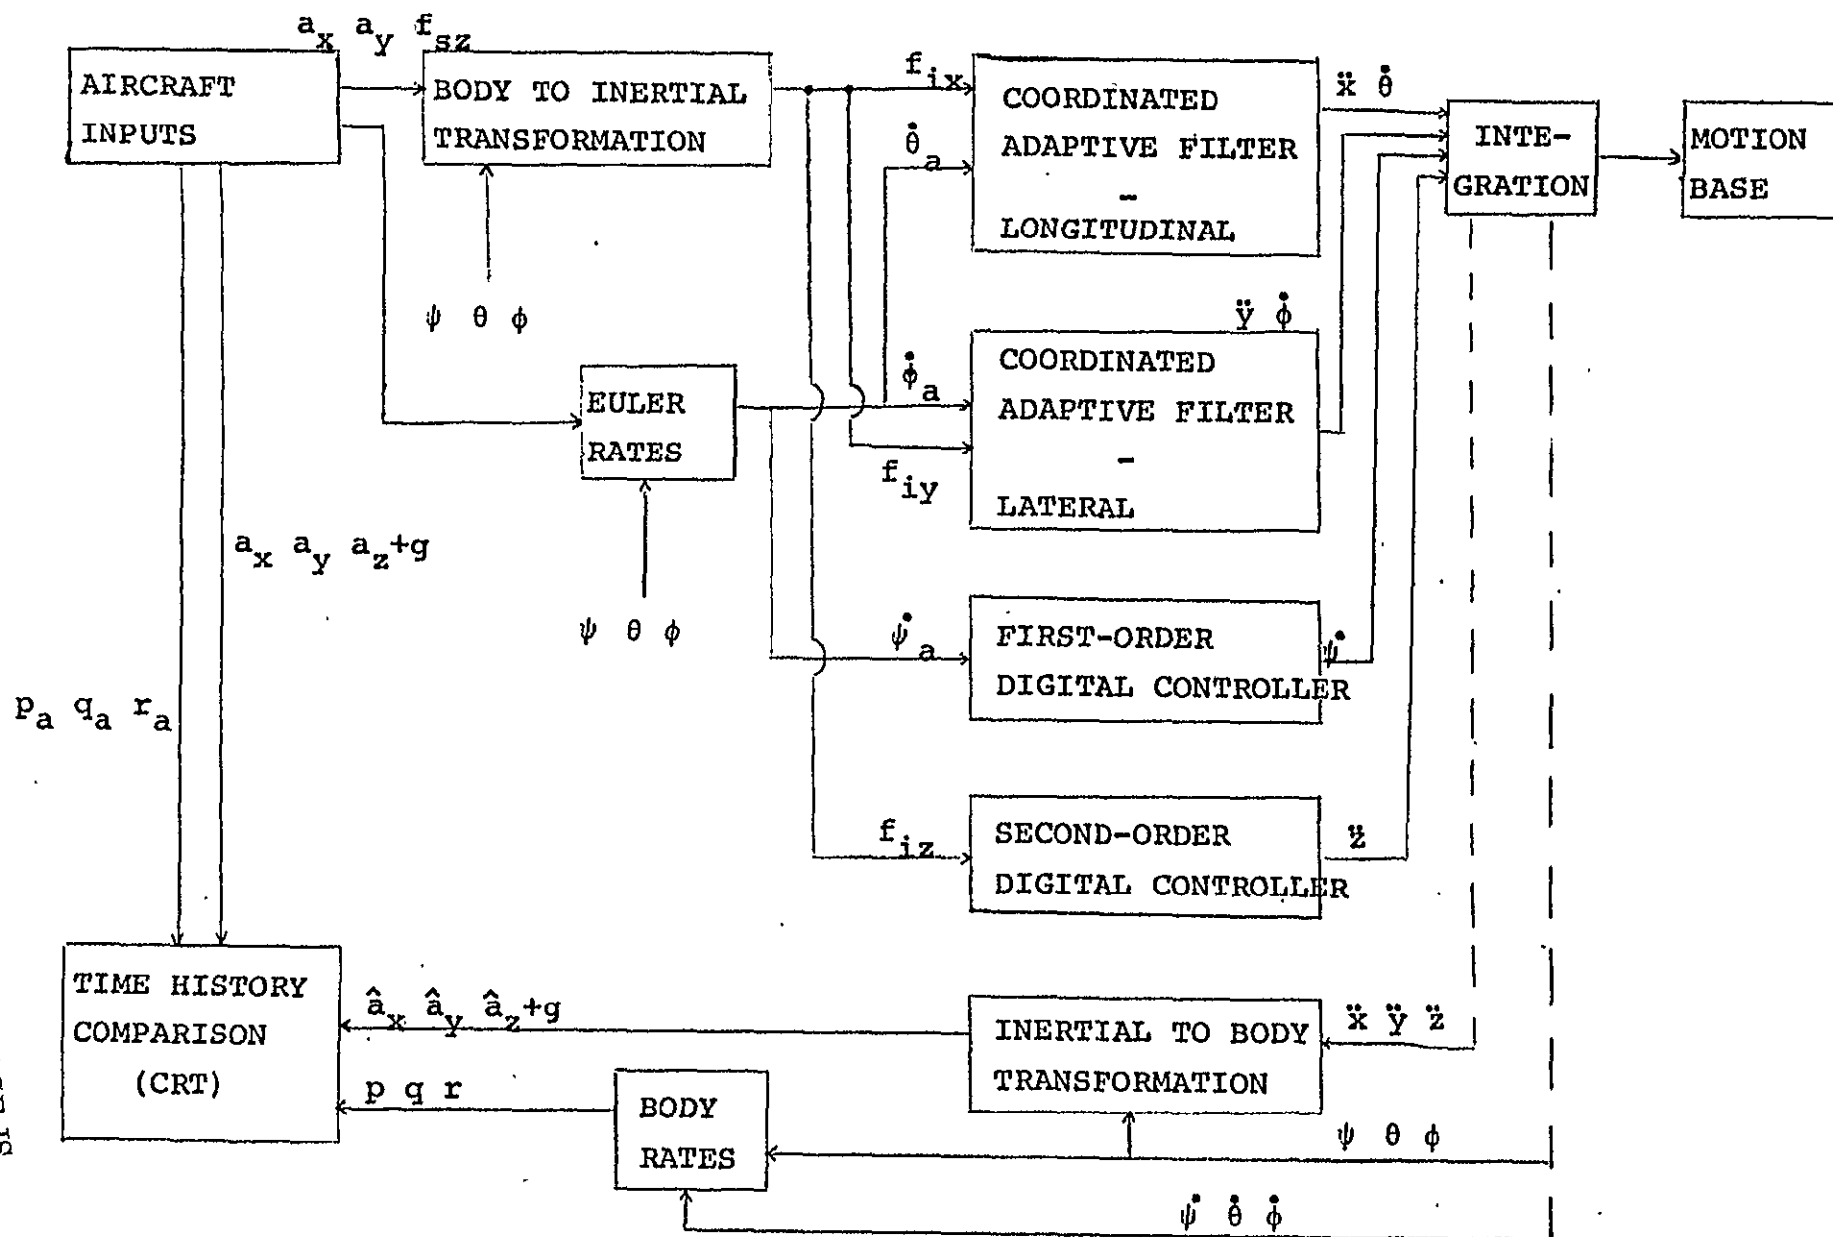 a_x a_y f_sz
AIRCRAFT
INPUTS
BODY TO INERTIAL
TRANSFORMATION
ψ θ φ
f_ix
θ̇_a
COORDINATED
ADAPTIVE FILTER
-
LONGITUDINAL
ẍ θ̇
INTE-
GRATION
MOTION
BASE
EULER
RATES
ψ θ φ
φ̇_a
f_iy
ÿ φ̇
COORDINATED
ADAPTIVE FILTER
-
LATERAL
a_x a_y a_z+g
p_a q_a r_a
ψ̇_a
FIRST-ORDER
DIGITAL CONTROLLER
ψ̇
f_iz
SECOND-ORDER
DIGITAL CONTROLLER
z̈
TIME HISTORY
COMPARISON
(CRT)
â_x â_y â_z+g
INERTIAL TO BODY
TRANSFORMATION
ẍ ÿ z̈
p q r
BODY
RATES
ψ θ φ
ψ̇ θ̇ φ̇